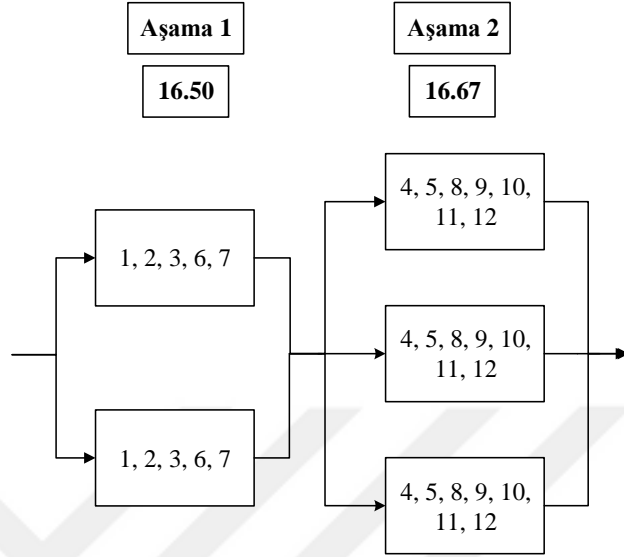 Aşama 1
Aşama 2
16.50
16.67
1, 2, 3, 6, 7
1, 2, 3, 6, 7
4, 5, 8, 9, 10,
11, 12
4, 5, 8, 9, 10,
11, 12
4, 5, 8, 9, 10,
11, 12